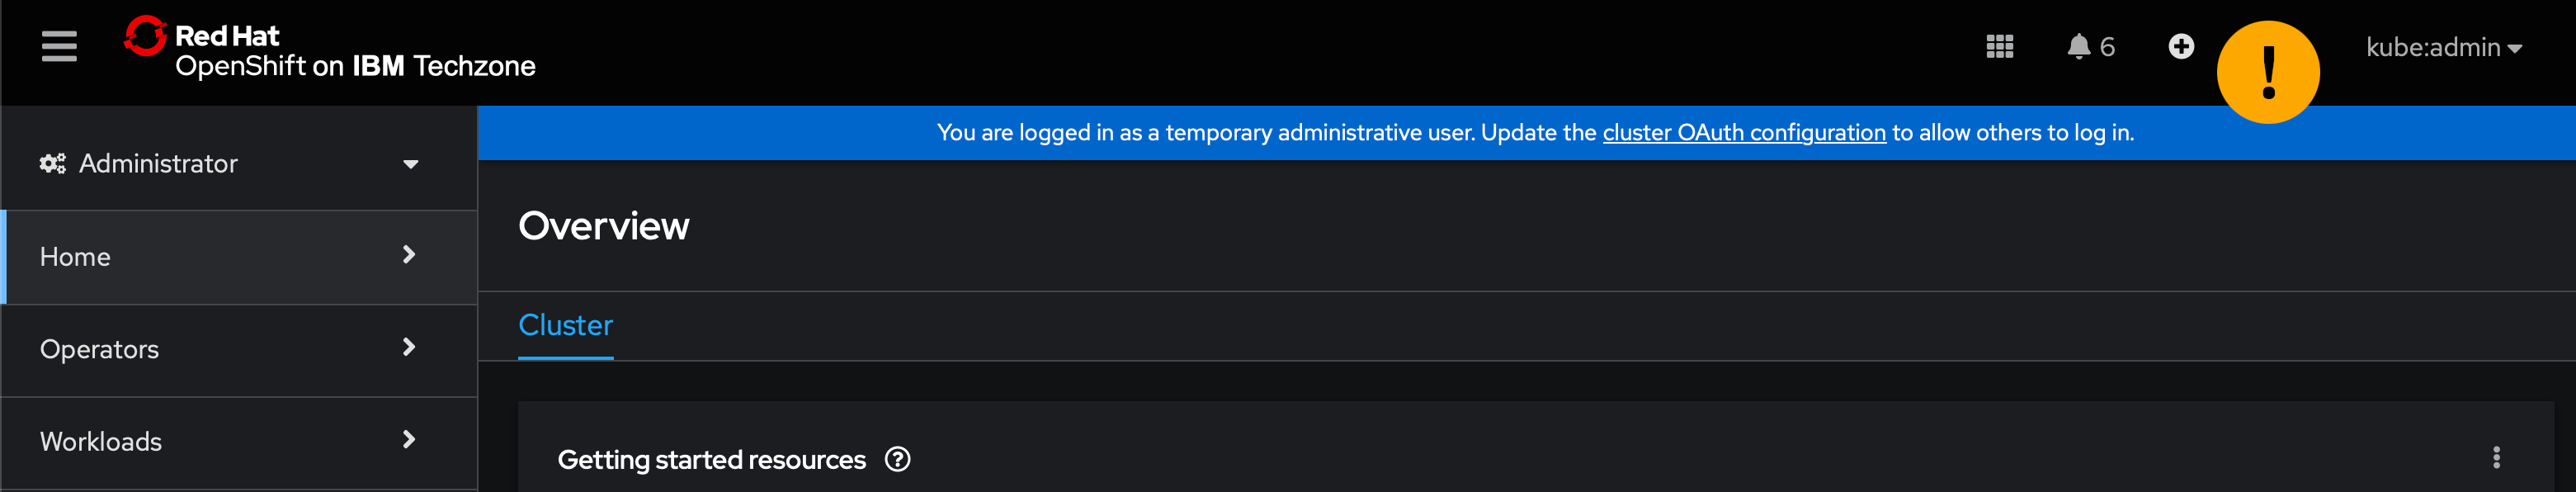 Red Hat
OpenShift on IBM Techzone
6
!
kube:admin
You are logged in as a temporary administrative user. Update the cluster OAuth configuration to allow others to log in.
Administrator
Home
Operators
Workloads
Overview
Cluster
Getting started resources